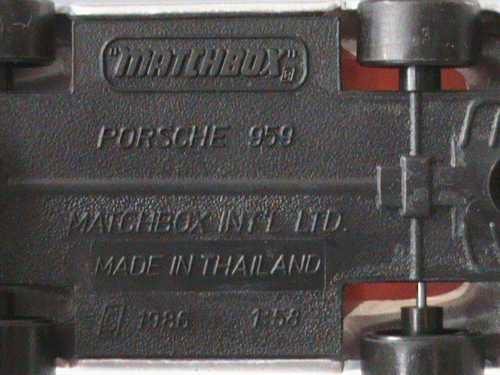 "MATCHBOX"
PORSCHE 959
MATCHBOX INT'L LTD.
MADE IN THAILAND
1986 1:58